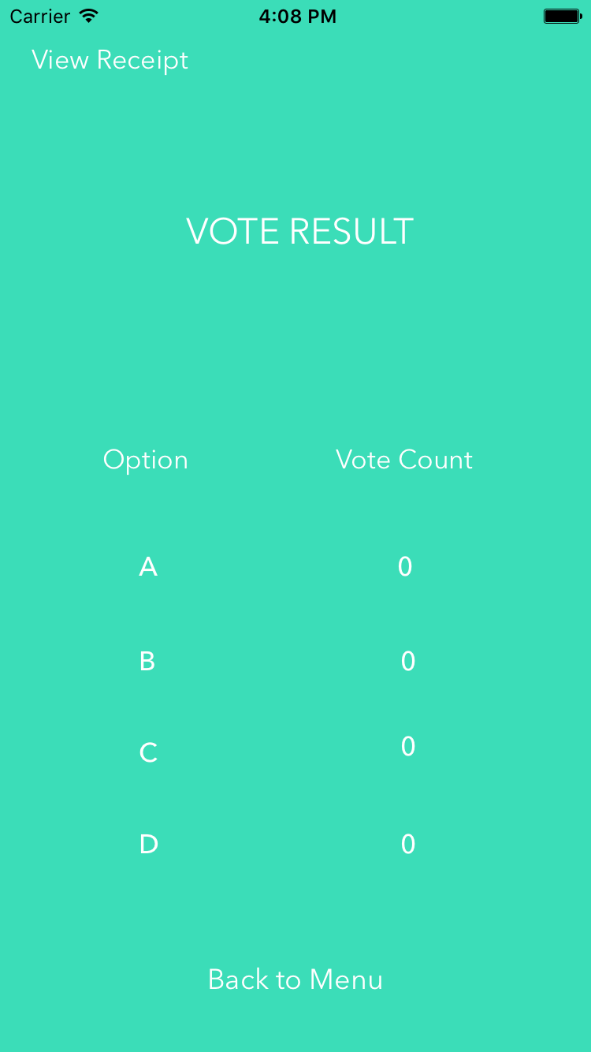 Carrier 4:08 PM
View Receipt
VOTE RESULT
Option Vote Count
A 0
B 0
C 0
D 0
Back to Menu